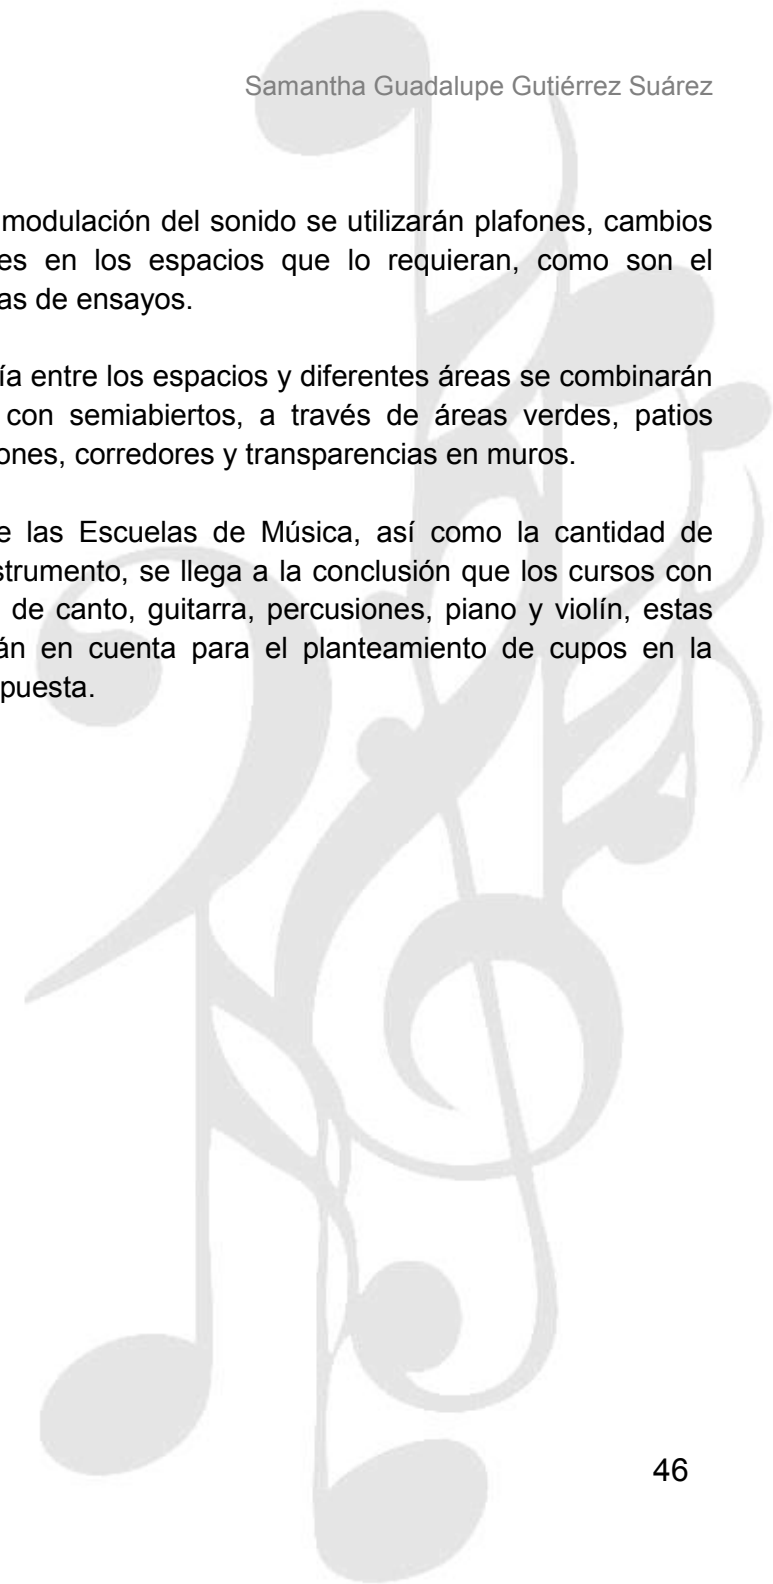 Samantha Guadalupe Gutiérrez Suárez
modulación del sonido se utilizarán plafones, cambios
es en los espacios que lo requieran, como son el
as de ensayos.
ía entre los espacios y diferentes áreas se combinarán
con semiabiertos, a través de áreas verdes, patios
ones, corredores y transparencias en muros.
e las Escuelas de Música, así como la cantidad de
strumento, se llega a la conclusión que los cursos con
de canto, guitarra, percusiones, piano y violín, estas
án en cuenta para el planteamiento de cupos en la
puesta.
46